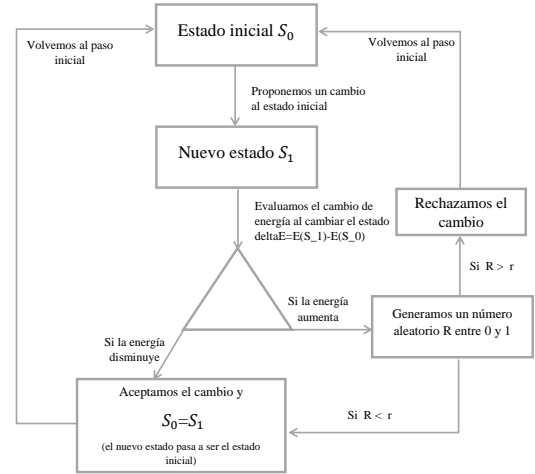 Volvemos al paso
inicial
Estado inicial S₀
Volvemos al paso
inicial
Proponemos un cambio
al estado inicial
Nuevo estado S₁
Evaluamos el cambio de
energía al cambiar el estado
deltaE=E(S_1)-E(S_0)
Rechazamos el
cambio
Si R > r
Si la energía
aumenta
Generamos un número
aleatorio R entre 0 y 1
Si la energía
disminuye
Aceptamos el cambio y
S₀=S₁
(el nuevo estado pasa a ser el estado
inicial)
Si R < r